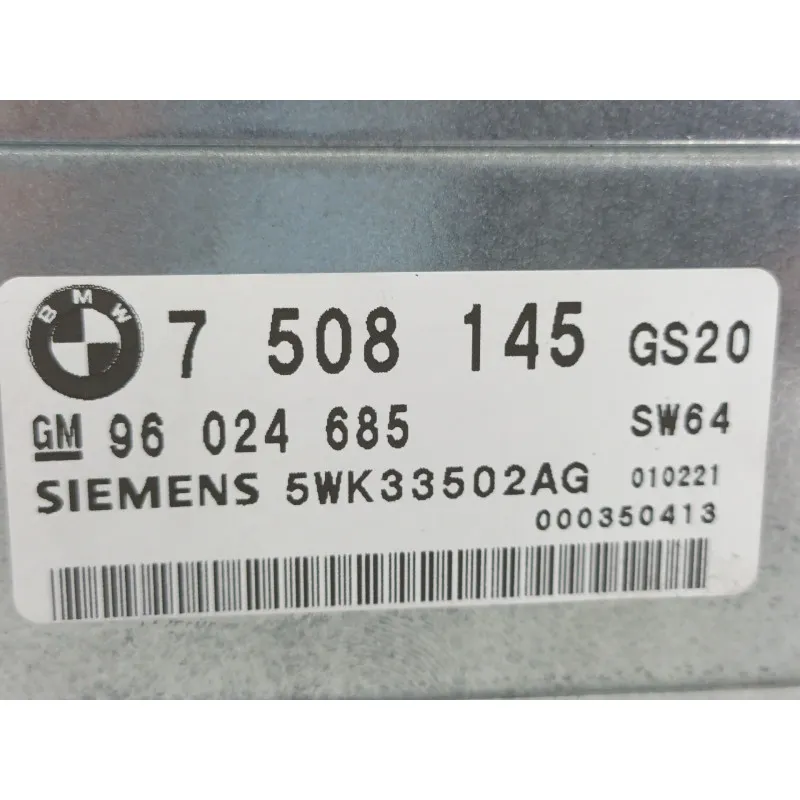 BMW 7 508 145 GS20
GM 96 024 685 SW64
SIEMENS 5WK33502AG 010221
000350413